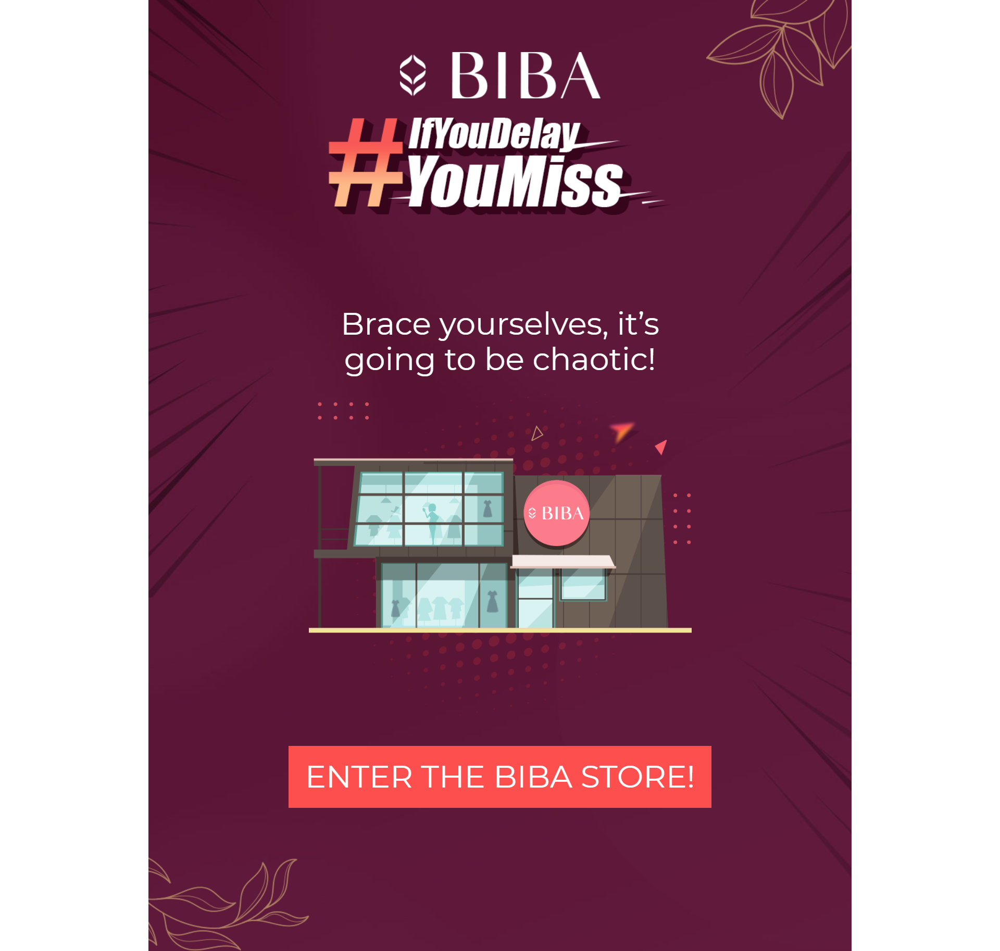 BIBA
#IfYouDelay
YouMiss
Brace yourselves, it’s
going to be chaotic!
BIBA
ENTER THE BIBA STORE!